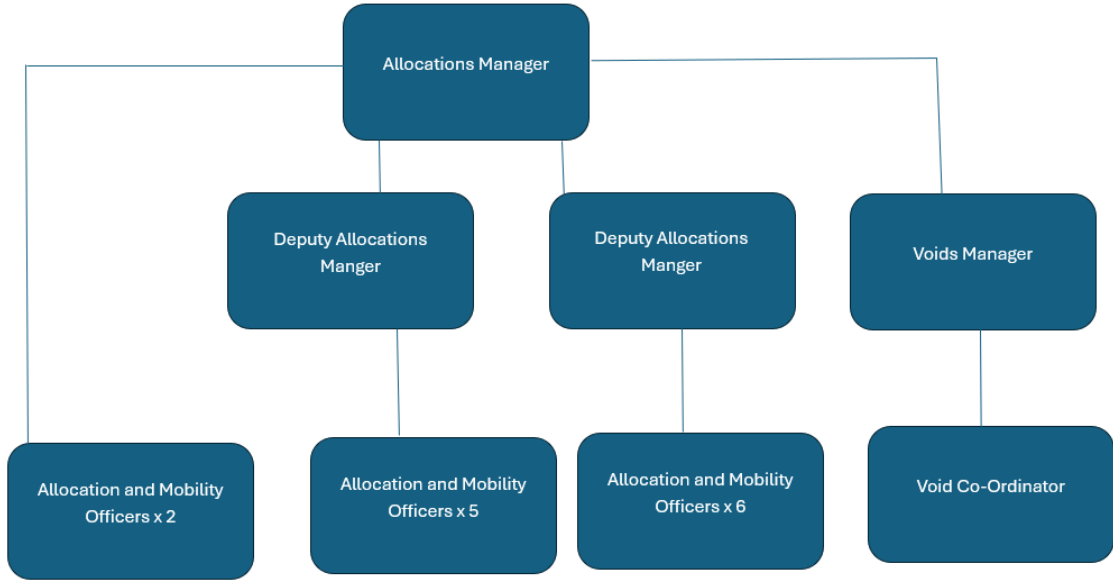 Allocations Manager
Deputy Allocations
Manger
Deputy Allocations
Manger
Voids Manager
Allocation and Mobility
Officers x 2
Allocation and Mobility
Officers x 5
Allocation and Mobility
Officers x 6
Void Co-Ordinator